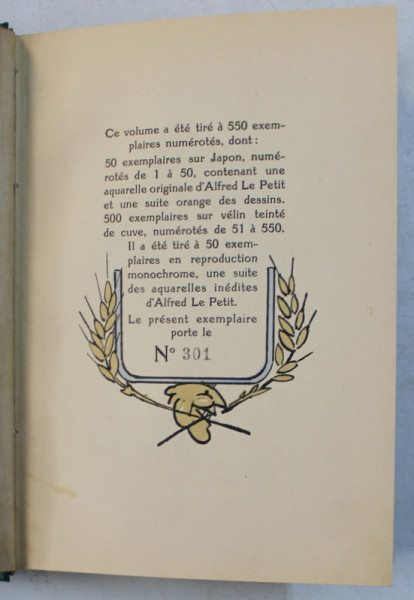 Ce volume a été tiré à 550 exem-
plaires numérotés, dont :
50 exemplaires sur Japon, numé-
rotés de 1 à 50, contenant une
aquarelle originale d'Alfred Le Petit
et une suite orange des dessins.
500 exemplaires sur vélin teinté
de cuve, numérotés de 51 à 550.
Il a été tiré à 50 exem-
plaires en reproduction
monochrome, une suite
des aquarelles inédites
d'Alfred Le Petit.
Le présent exemplaire
porte le
N° 301